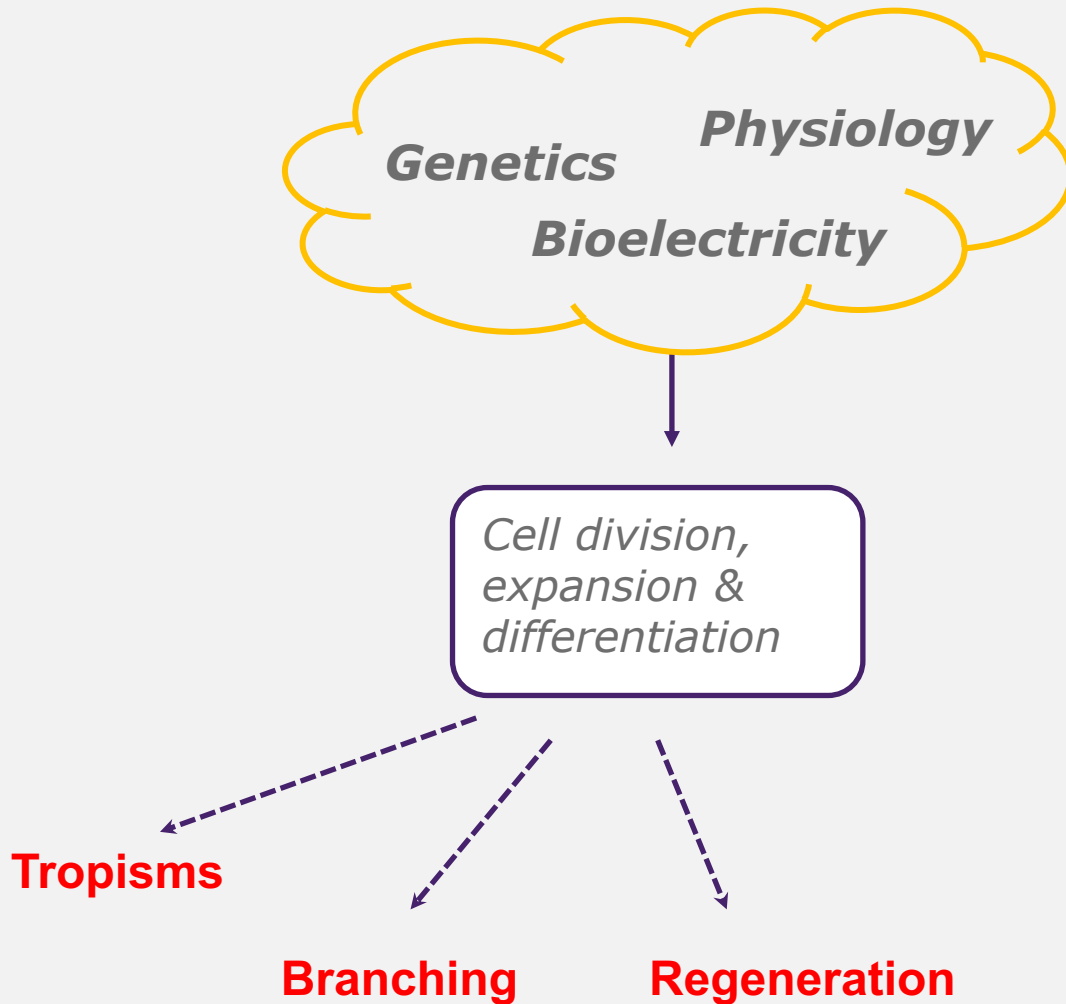 Physiology
Genetics
Bioelectricity
Cell division,
expansion &
differentiation
Tropisms
Branching
Regeneration